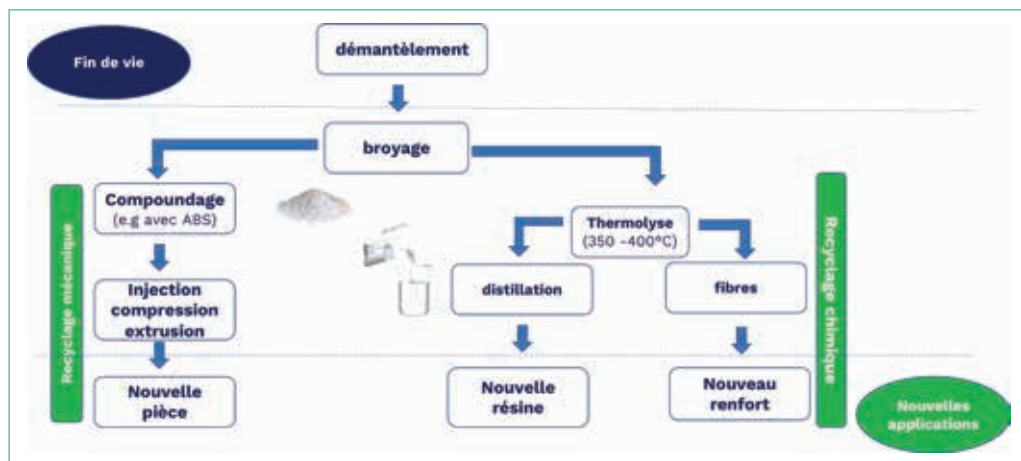 Fin de vie
démantèlement
broyage
Recyclage mécanique
Compoundage
(e.g avec ABS)
Thermolyse
(350 -400°C)
Recyclage chimique
Injection
compression
extrusion
distillation
fibres
Nouvelle
pièce
Nouvelle
résine
Nouveau
renfort
Nouvelles
applications